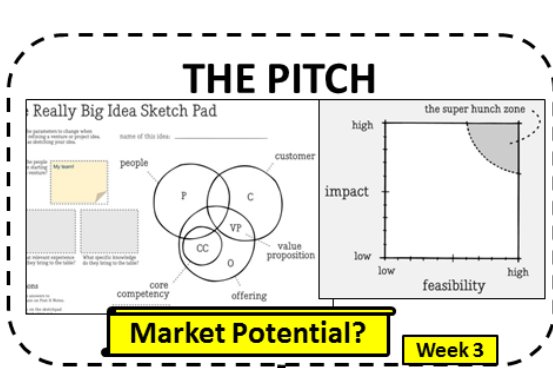 THE PITCH
Really Big Idea Sketch Pad
name of this idea:
My team!
people
customer
P
C
VP
CC
O
value
proposition
core
competency
offering
the super hunch zone
high
impact
low
low
high
feasibility
Market Potential?
Week 3